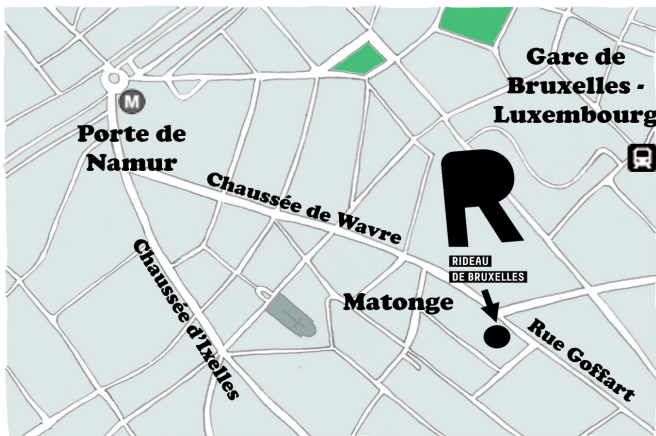 Gare de
Bruxelles -
Luxembourg
M
Porte de
Namur
Chaussée de Wavre
R
RIDEAU
DE BRUXELLES
Chaussée d'Ixelles
Matonge
Rue Goffart